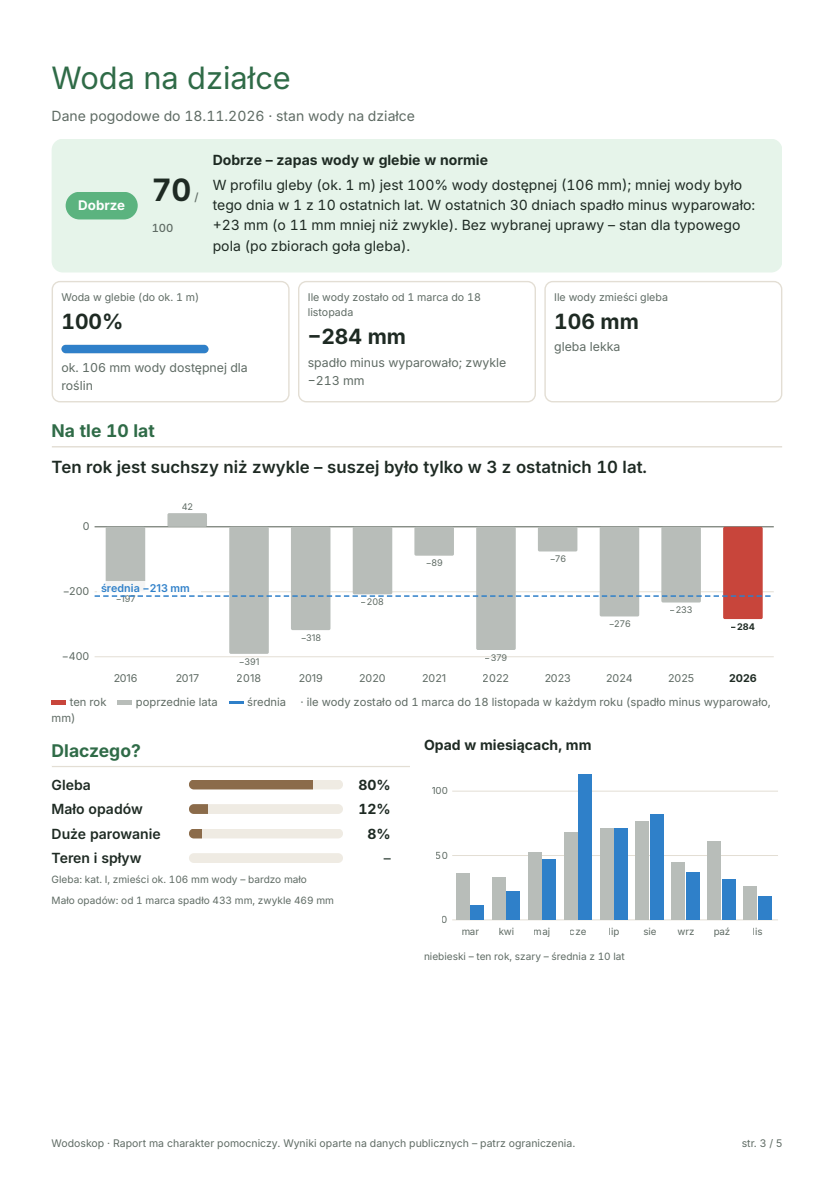 Woda na działce
Dane pogodowe do 18.11.2026 · stan wody na działce
Dobrze
70 /
100
Dobrze – zapas wody w glebie w normie
W profilu gleby (ok. 1 m) jest 100% wody dostępnej (106 mm); mniej wody było
tego dnia w 1 z 10 ostatnich lat. W ostatnich 30 dniach spadło minus wyparowało:
+23 mm (o 11 mm mniej niż zwykle). Bez wybranej uprawy – stan dla typowego
pola (po zbiorach goła gleba).
Woda w glebie (do ok. 1 m)
100%
ok. 106 mm wody dostępnej dla
roślin
Ile wody zostało od 1 marca do 18
listopada
−284 mm
spadło minus wyparowało; zwykle
−213 mm
Ile wody zmieści gleba
106 mm
gleba lekka
Na tle 10 lat
Ten rok jest suchszy niż zwykle – suszej było tylko w 3 z ostatnich 10 lat.
0
−200
−400
średnia −213 mm
−197
42
−391
−318
−208
−89
−379
−76
−276
−233
−284
2016 2017 2018 2019 2020 2021 2022 2023 2024 2025 2026
ten rok poprzednie lata średnia · ile wody zostało od 1 marca do 18 listopada w każdym roku (spadło minus wyparowało,
mm)
Dlaczego?
Gleba 80%
Mało opadów 12%
Duże parowanie 8%
Teren i spływ –
Gleba: kat. I, zmieści ok. 106 mm wody – bardzo mało
Mało opadów: od 1 marca spadło 433 mm, zwykle 469 mm
Opad w miesiącach, mm
100
50
0
mar kwi maj cze lip sie wrz paź lis
niebieski – ten rok, szary – średnia z 10 lat
Wodoskop · Raport ma charakter pomocniczy. Wyniki oparte na danych publicznych – patrz ograniczenia.
str. 3 / 5